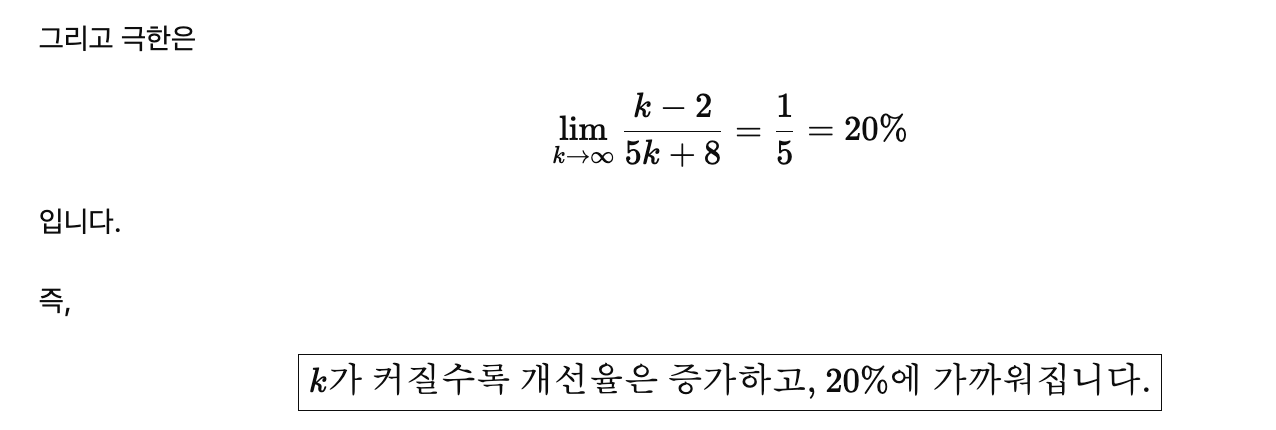 그리고 극한은
lim k→∞ (k − 2)/(5k + 8) = 1/5 = 20%
입니다.
즉,
k가 커질수록 개선율은 증가하고, 20%에 가까워집니다.